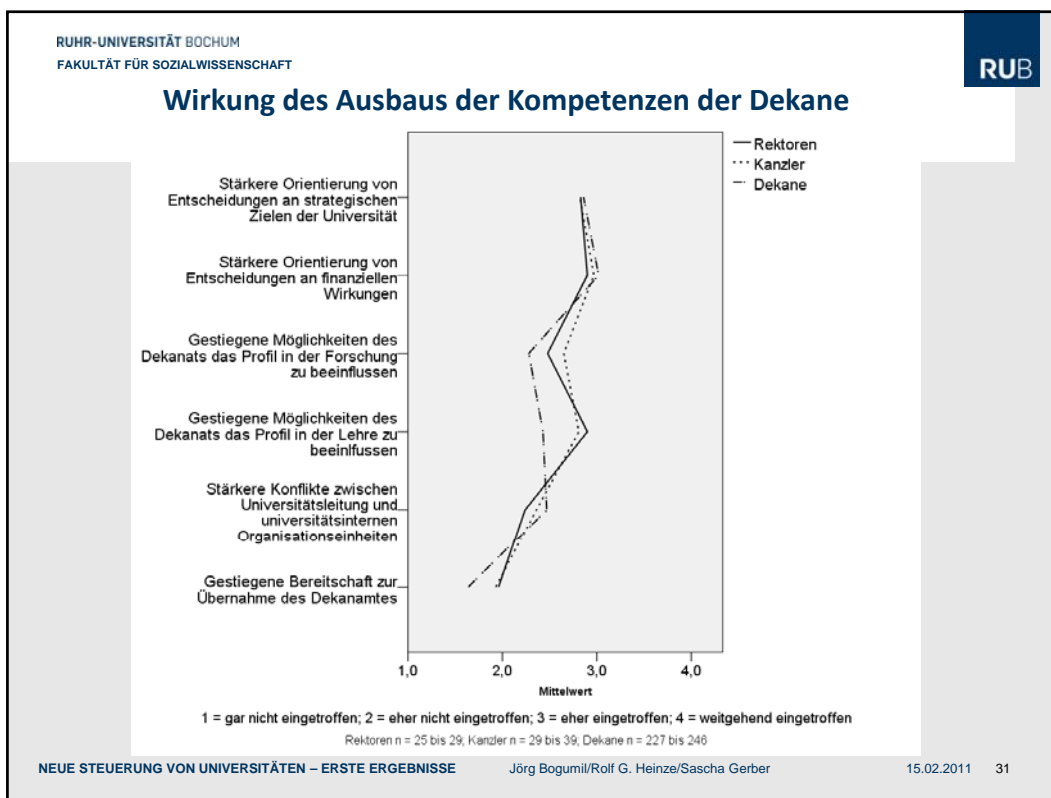 RUHR-UNIVERSITÄT BOCHUM
FAKULTÄT FÜR SOZIALWISSENSCHAFT
RUB
Wirkung des Ausbaus der Kompetenzen der Dekane
Rektoren
Kanzler
Dekane
Stärkere Orientierung von
Entscheidungen an strategischen
Zielen der Universität
Stärkere Orientierung von
Entscheidungen an finanziellen
Wirkungen
Gestiegene Möglichkeiten des
Dekanats das Profil in der Forschung
zu beeinflussen
Gestiegene Möglichkeiten des
Dekanats das Profil in der Lehre zu
beeinlfussen
Stärkere Konflikte zwischen
Universitätsleitung und
universitätsinternen
Organisationseinheiten
Gestiegene Bereitschaft zur
Übernahme des Dekanamtes
1,0 2,0 3,0 4,0
Mittelwert
1 = gar nicht eingetroffen; 2 = eher nicht eingetroffen; 3 = eher eingetroffen; 4 = weitgehend eingetroffen
Rektoren n = 25 bis 29; Kanzler n = 29 bis 39; Dekane n = 227 bis 246
NEUE STEUERUNG VON UNIVERSITÄTEN – ERSTE ERGEBNISSE Jörg Bogumil/Rolf G. Heinze/Sascha Gerber 15.02.2011 31